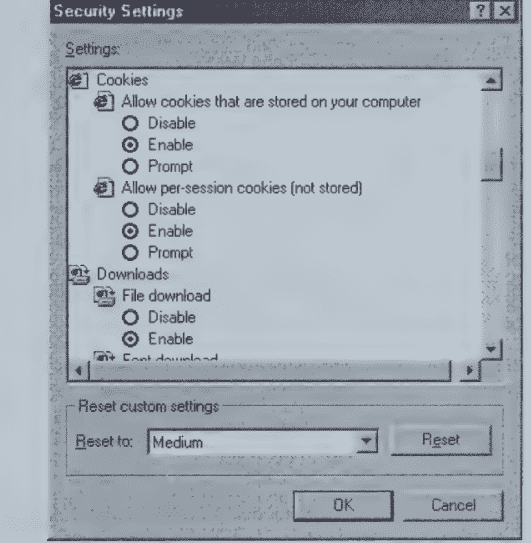 Security Settings
Settings:
Cookies
Allow cookies that are stored on your computer
Disable
Enable
Prompt
Allow per-session cookies (not stored)
Disable
Enable
Prompt
Downloads
File download
Disable
Enable
Font download
Reset custom settings
Reset to: Medium Reset
OK Cancel